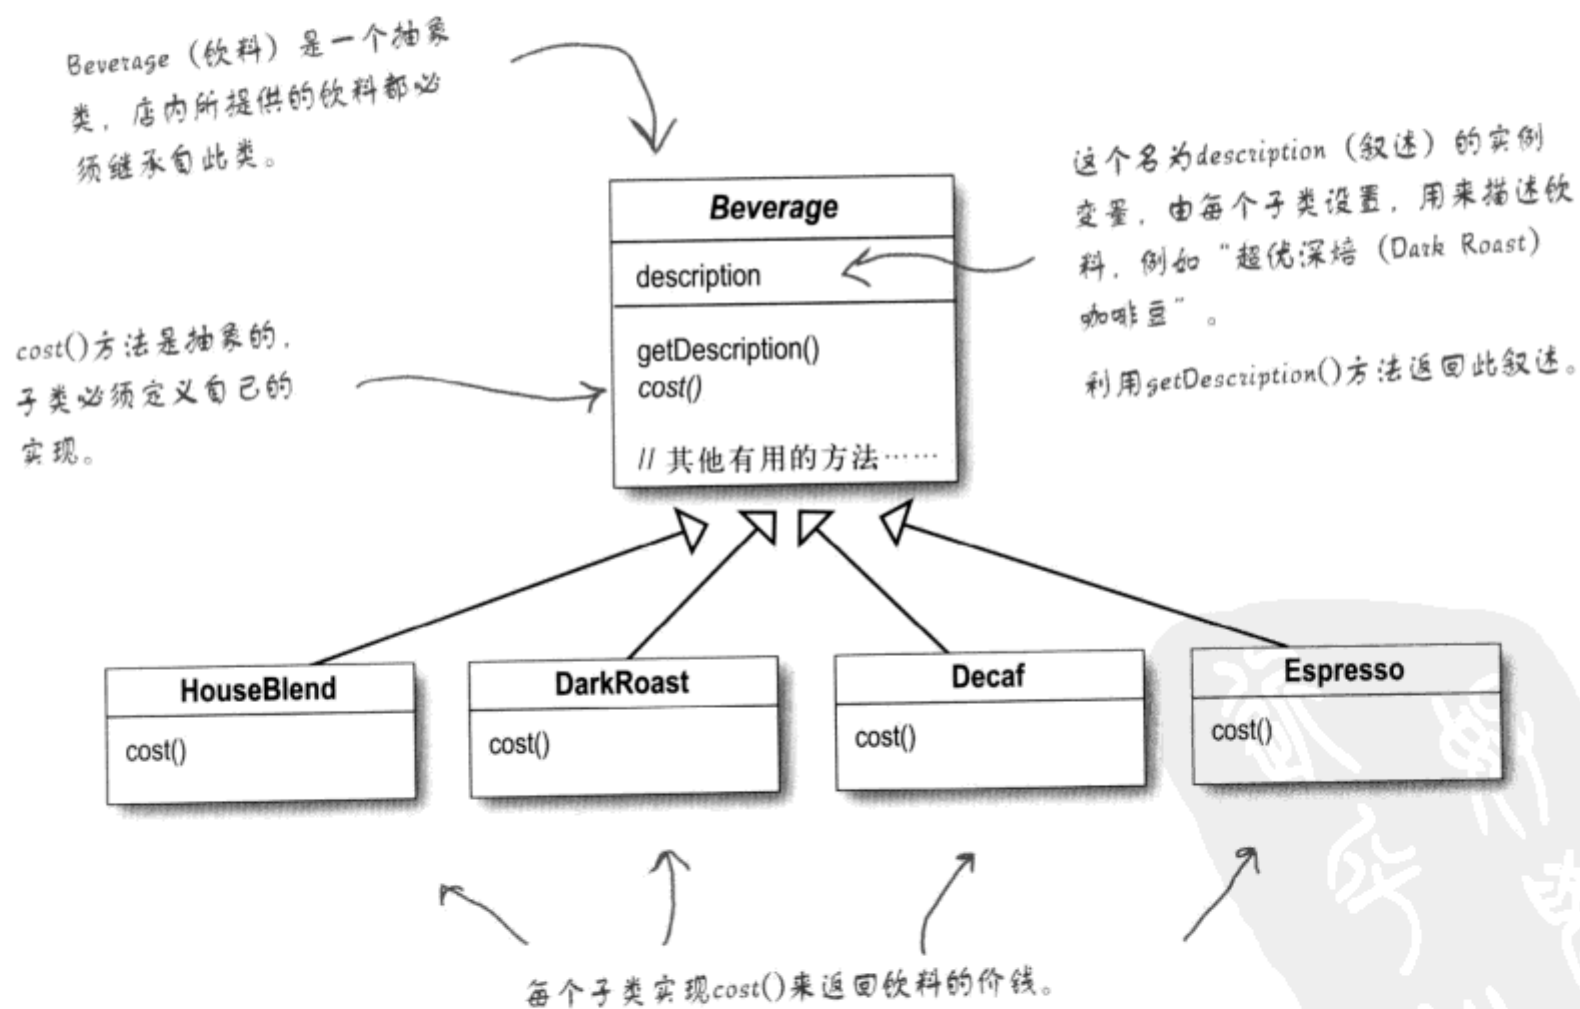 Beverage（饮料）是一个抽象
类，店内所提供的饮料都必
须继承自此类。
Beverage
description
getDescription()
cost()
// 其他有用的方法……
这个名为description（叙述）的实例
变量，由每个子类设置，用来描述饮
料，例如“超优深焙（Dark Roast）
咖啡豆”。
利用getDescription()方法返回此叙述。
cost()方法是抽象的，
子类必须定义自己的
实现。
HouseBlend
cost()
DarkRoast
cost()
Decaf
cost()
Espresso
cost()
每个子类实现cost()来返回饮料的价钱。